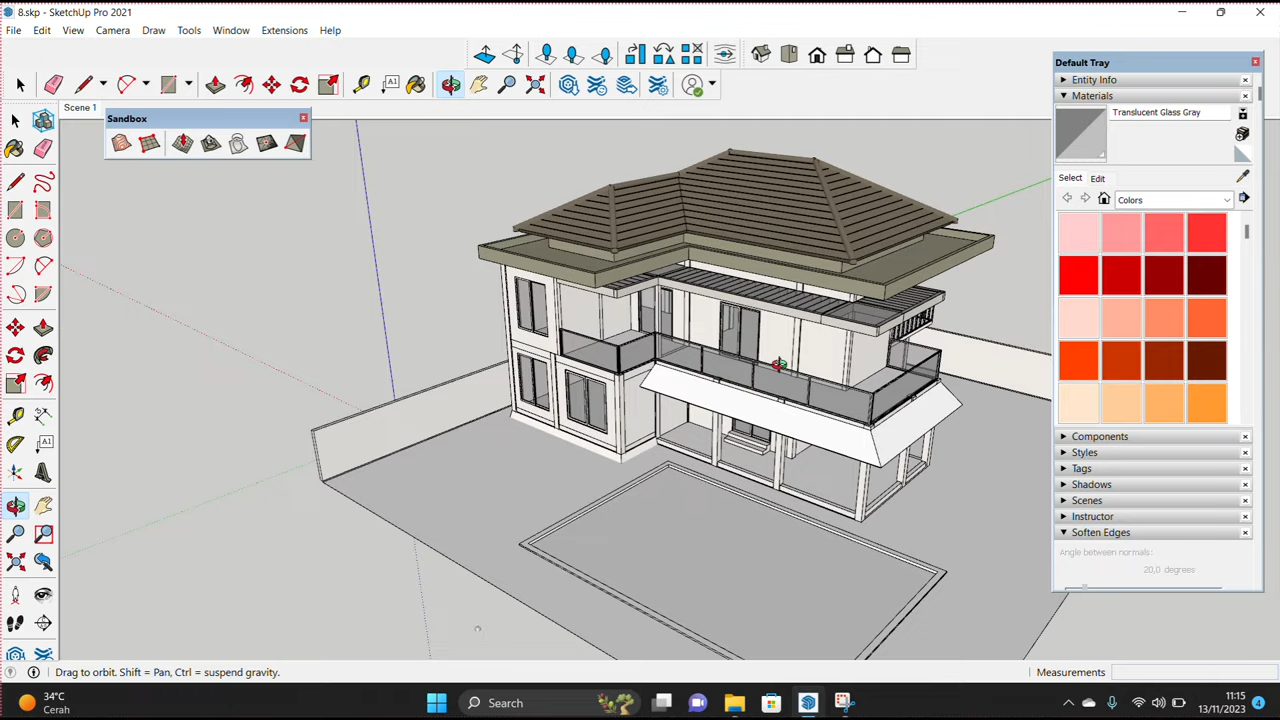 8.skp - SketchUp Pro 2021
File Edit View Camera Draw Tools Window Extensions Help
Scene 1
Sandbox
Default Tray
Entity Info
Materials
Translucent Glass Gray
Select Edit
Colors
Components
Styles
Tags
Shadows
Scenes
Instructor
Soften Edges
Angle between normals:
20,0 degrees
Drag to orbit. Shift = Pan, Ctrl = suspend gravity.
Measurements
34°C
Cerah
Search
11:15
13/11/2023
4